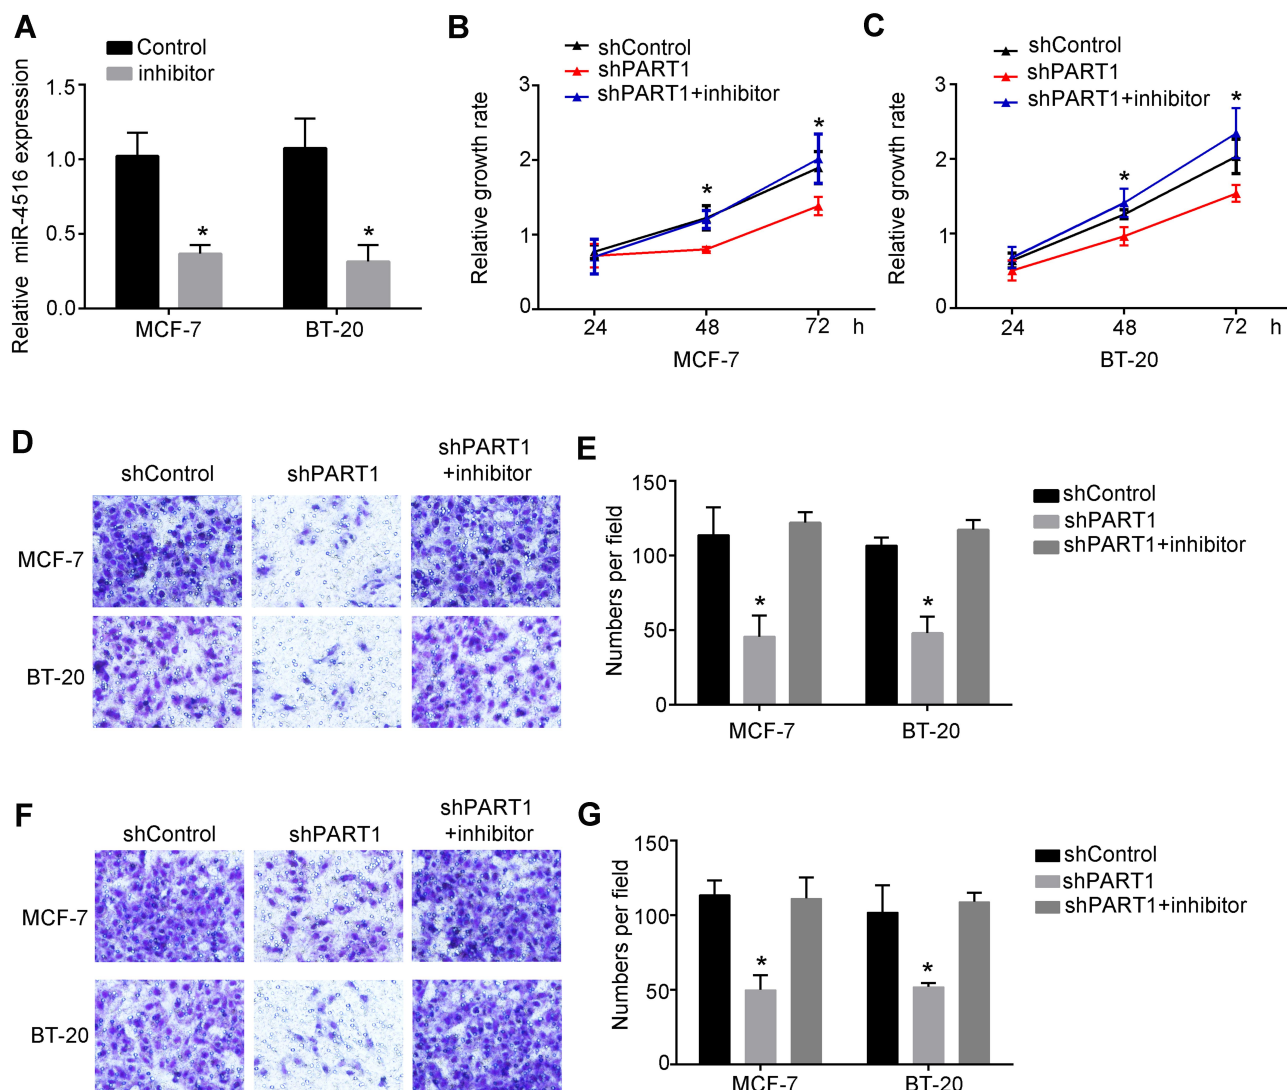 A
Control
inhibitor
Relative miR-4516 expression
1.5
1.0
0.5
0.0
*
*
MCF-7
BT-20
B
shControl
shPART1
shPART1+inhibitor
Relative growth rate
3
2
1
0
*
*
24
48
72
h
MCF-7
C
shControl
shPART1
shPART1+inhibitor
Relative growth rate
3
2
1
0
*
*
24
48
72
h
BT-20
D
shControl
shPART1
shPART1
+inhibitor
MCF-7
BT-20
E
Numbers per field
150
100
50
0
*
*
MCF-7
BT-20
shControl
shPART1
shPART1+inhibitor
F
shControl
shPART1
shPART1
+inhibitor
MCF-7
BT-20
G
Numbers per field
150
100
50
0
*
*
MCF-7
BT-20
shControl
shPART1
shPART1+inhibitor